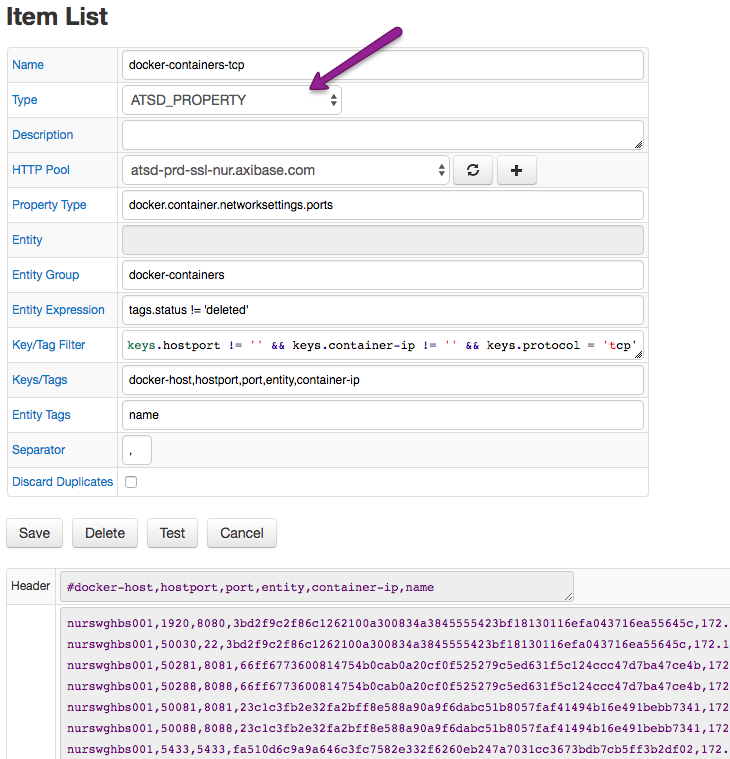 Item List
Name docker-containers-tcp
Type ATSD_PROPERTY
Description
HTTP Pool atsd-prd-ssl-nur.axibase.com
Property Type docker.container.networksettings.ports
Entity
Entity Group docker-containers
Entity Expression tags.status != 'deleted'
Key/Tag Filter keys.hostport != '' && keys.container-ip != '' && keys.protocol = 'tcp'
Keys/Tags docker-host,hostport,port,entity,container-ip
Entity Tags name
Separator ,
Discard Duplicates
Save Delete Test Cancel
Header #docker-host,hostport,port,entity,container-ip,name
nurswghbs001,1920,8080,3bd2f9c2f86c1262100a300834a3845555423bf18130116efa043716ea55645c,172.
nurswghbs001,50030,22,3bd2f9c2f86c1262100a300834a3845555423bf18130116efa043716ea55645c,172.1
nurswghbs001,50281,8081,66ff6773600814754b0cab0a20cf0f525279c5ed631f5c124ccc47d7ba47ce4b,172
nurswghbs001,50288,8088,66ff6773600814754b0cab0a20cf0f525279c5ed631f5c124ccc47d7ba47ce4b,172
nurswghbs001,50081,8081,23c1c3fb2e32fa2bff8e588a90a9f6dabc51b8057faf41494b16e491bebb7341,172
nurswghbs001,50088,8088,23c1c3fb2e32fa2bff8e588a90a9f6dabc51b8057faf41494b16e491bebb7341,172
nurswghbs001,5433,5433,fa510d6c9a9a646c3fc7582e332f6260eb247a7031cc3673bdb7cb5ff3b2df02,172.